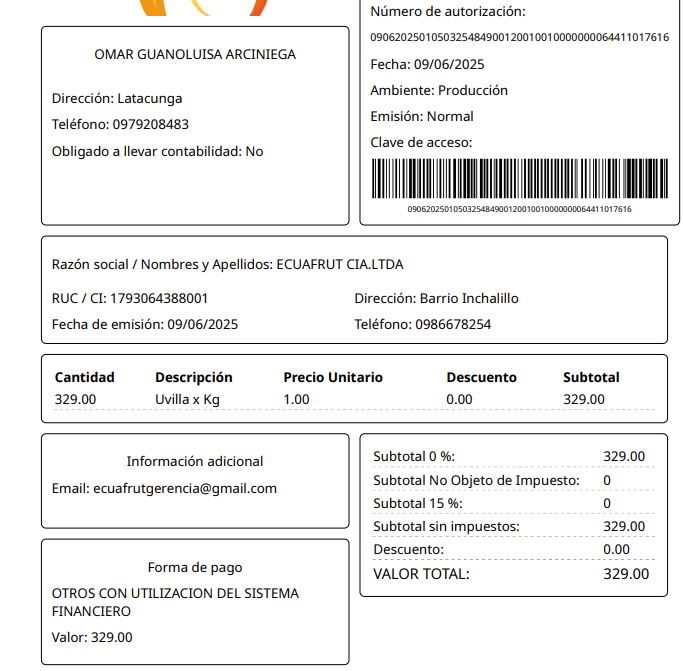 Número de autorización:
0906202501050325484900120010010000000064411017616
Fecha: 09/06/2025
Ambiente: Producción
Emisión: Normal
Clave de acceso:
0906202501050325484900120010010000000064411017616
OMAR GUANOLUISA ARCINIEGA
Dirección: Latacunga
Teléfono: 0979208483
Obligado a llevar contabilidad: No
Razón social / Nombres y Apellidos: ECUAFRUT CIA.LTDA
RUC / CI: 1793064388001 Dirección: Barrio Inchalillo
Fecha de emisión: 09/06/2025 Teléfono: 0986678254
Cantidad Descripción Precio Unitario Descuento Subtotal
329.00 Uvilla x Kg 1.00 0.00 329.00
Información adicional
Email: ecuafrutgerencia@gmail.com
Forma de pago
OTROS CON UTILIZACION DEL SISTEMA
FINANCIERO
Valor: 329.00
Subtotal 0 %: 329.00
Subtotal No Objeto de Impuesto: 0
Subtotal 15 %: 0
Subtotal sin impuestos: 329.00
Descuento: 0.00
VALOR TOTAL: 329.00